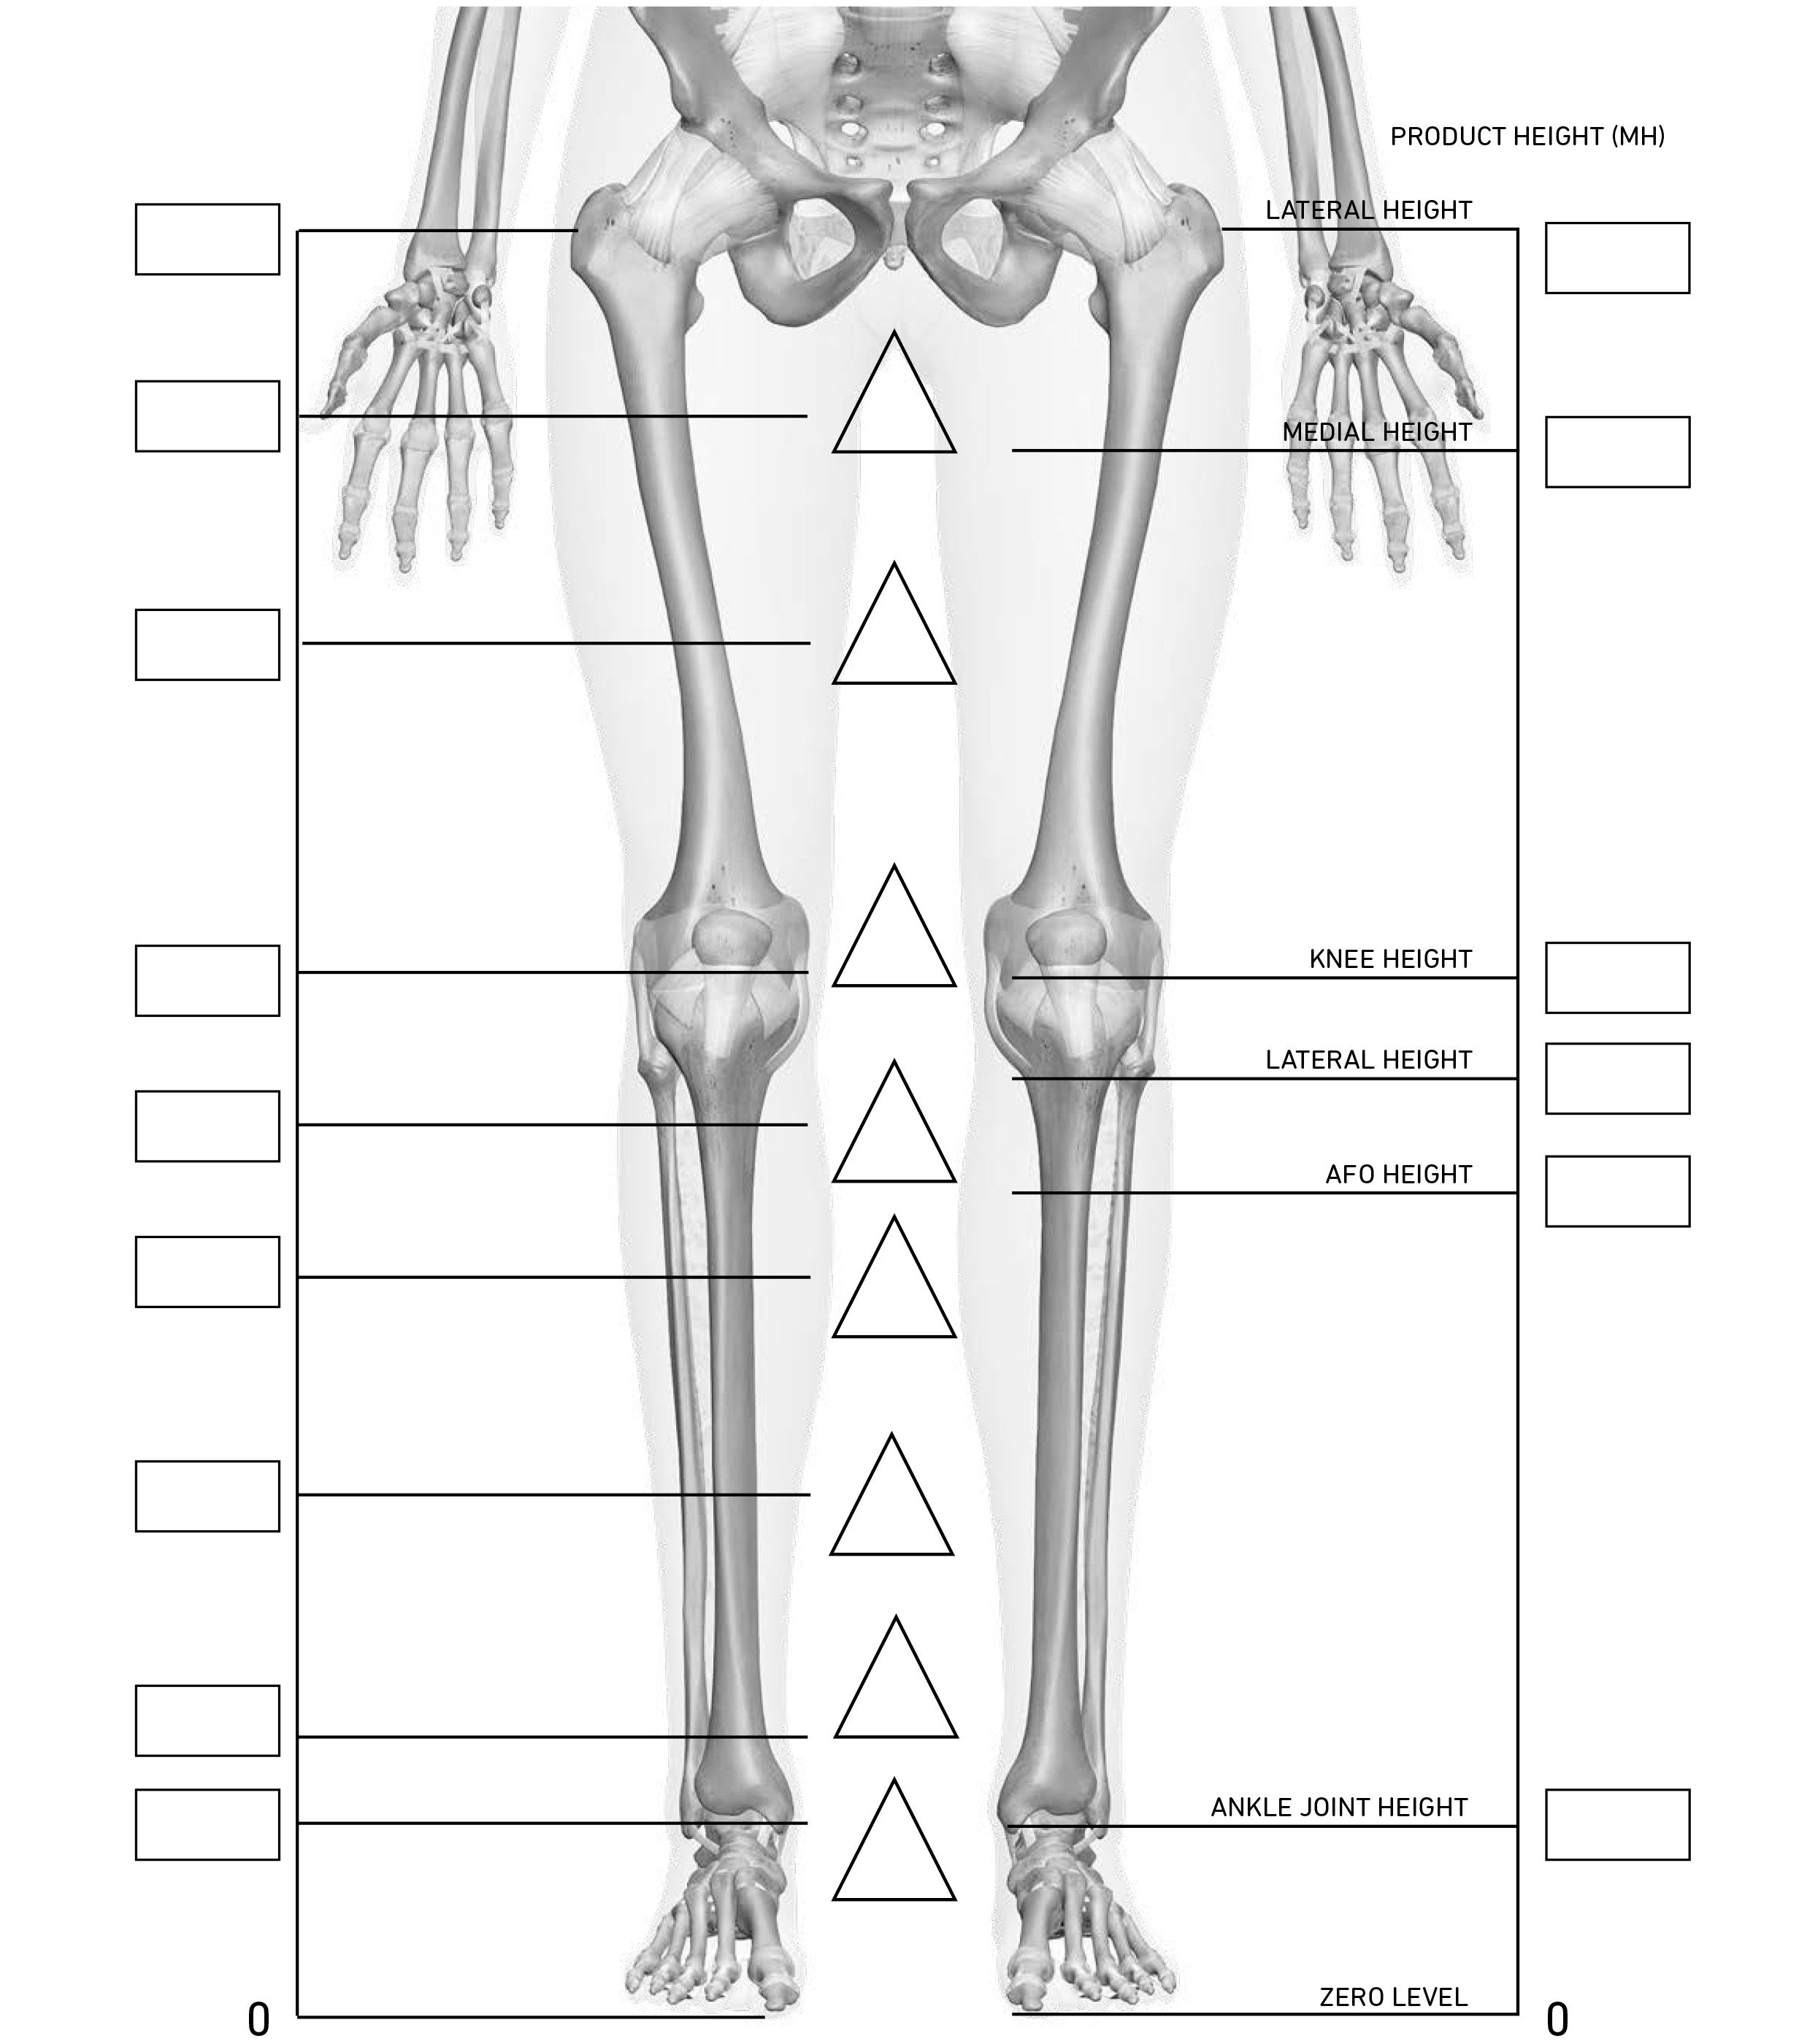 PRODUCT HEIGHT (MH)
LATERAL HEIGHT
MEDIAL HEIGHT
KNEE HEIGHT
LATERAL HEIGHT
AFO HEIGHT
ANKLE JOINT HEIGHT
ZERO LEVEL
0
0